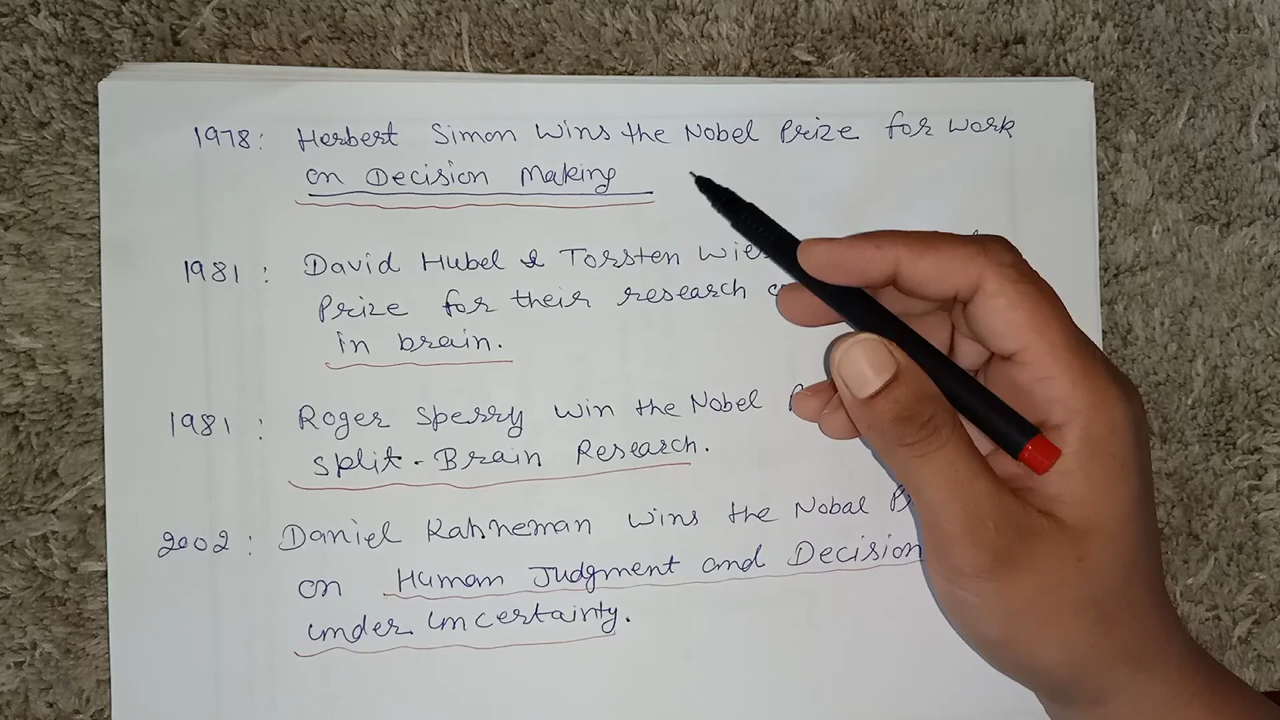 1978: Herbert Simon Wins the Nobel Prize for work
on Decision Making
1981: David Hubel & Torsten
Prize for their research
in brain.
1981: Roger Sperry Win the Nobel
Split-Brain Research.
2002: Daniel Kahneman Wins the Nobal
on Human Judgment and Decision
under Uncertainty.